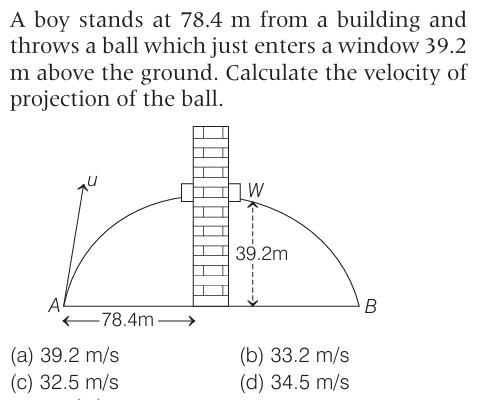 A boy stands at 78.4 m from a building and
throws a ball which just enters a window 39.2
m above the ground. Calculate the velocity of
projection of the ball.
u
W
39.2m
A
B
78.4m
(a) 39.2 m/s (b) 33.2 m/s
(c) 32.5 m/s (d) 34.5 m/s